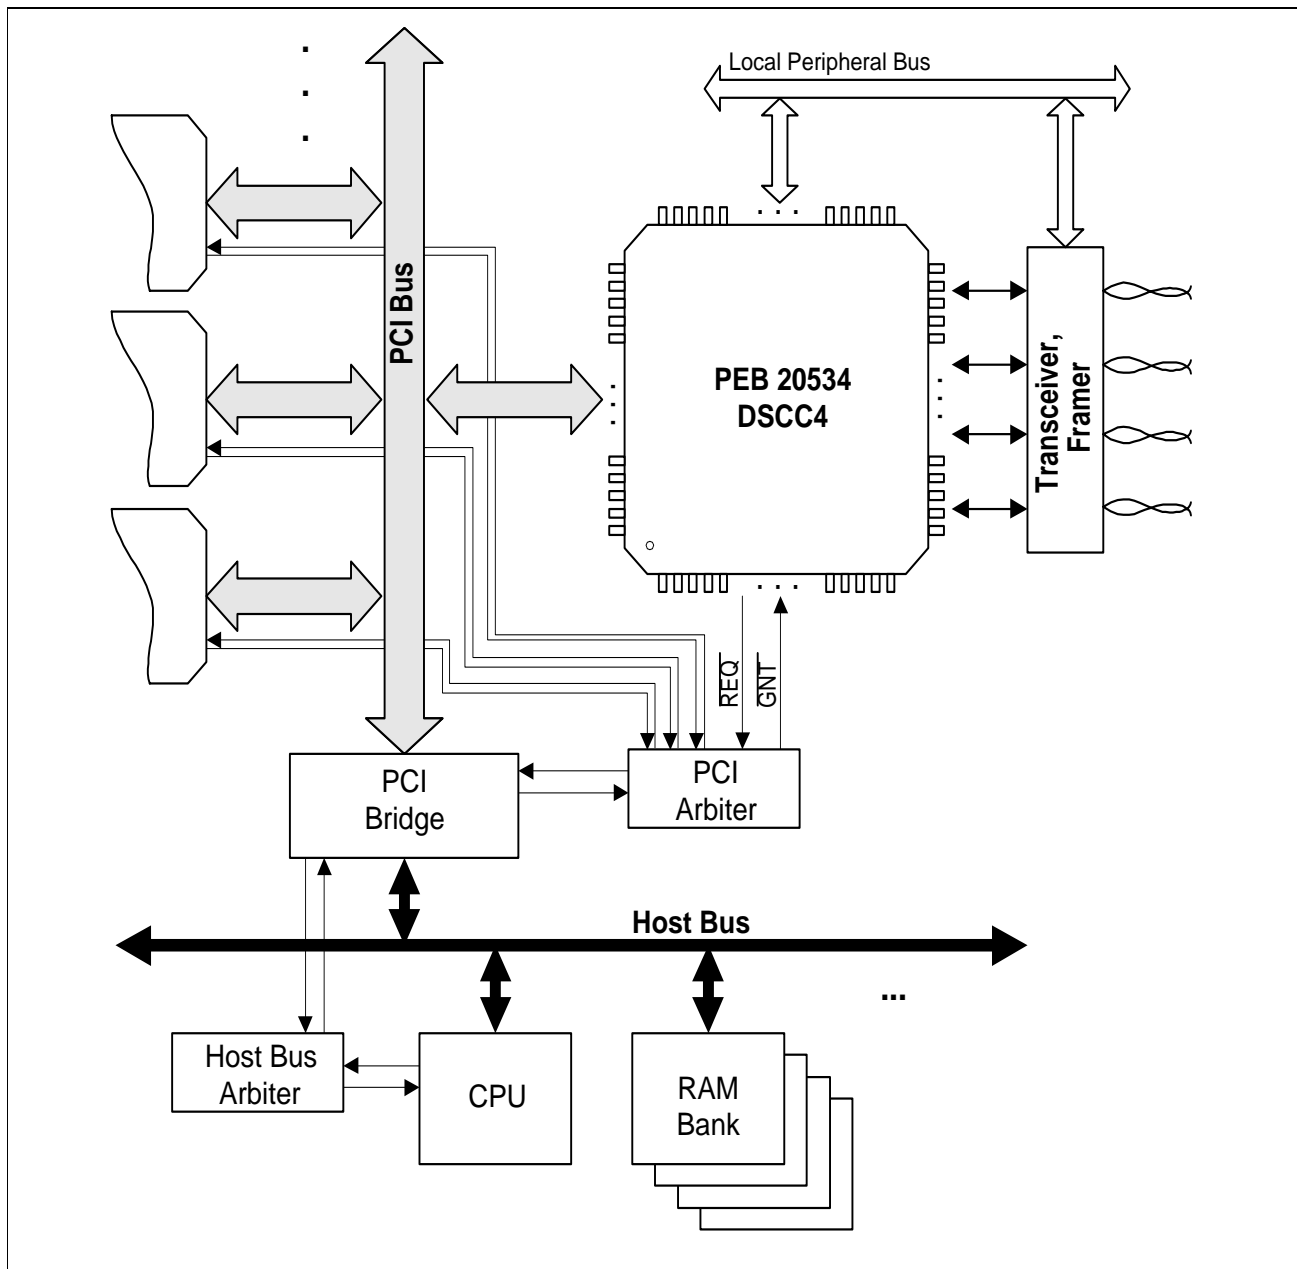 Local Peripheral Bus
PCI Bus
PEB 20534
DSCC4
Transceiver,
Framer
REQ
GNT
PCI
Bridge
PCI
Arbiter
Host Bus
...
Host Bus
Arbiter
CPU
RAM
Bank